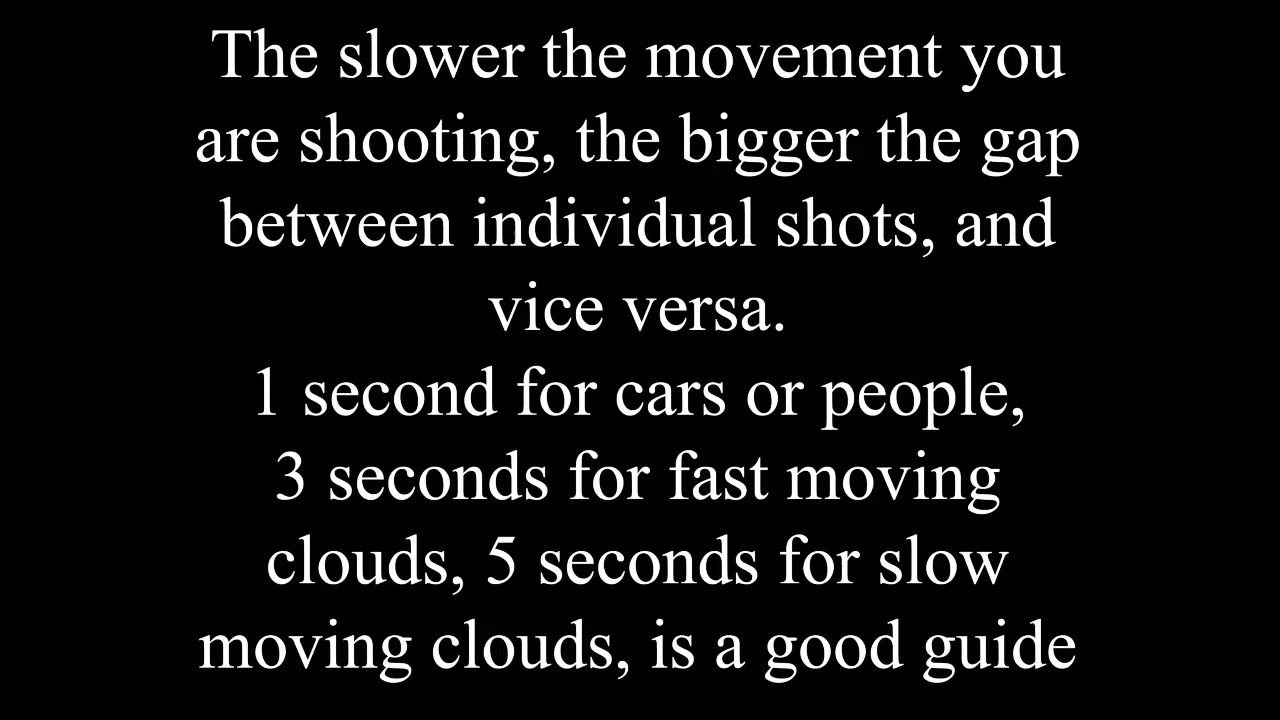 The slower the movement you
are shooting, the bigger the gap
between individual shots, and
vice versa.
1 second for cars or people,
3 seconds for fast moving
clouds, 5 seconds for slow
moving clouds, is a good guide